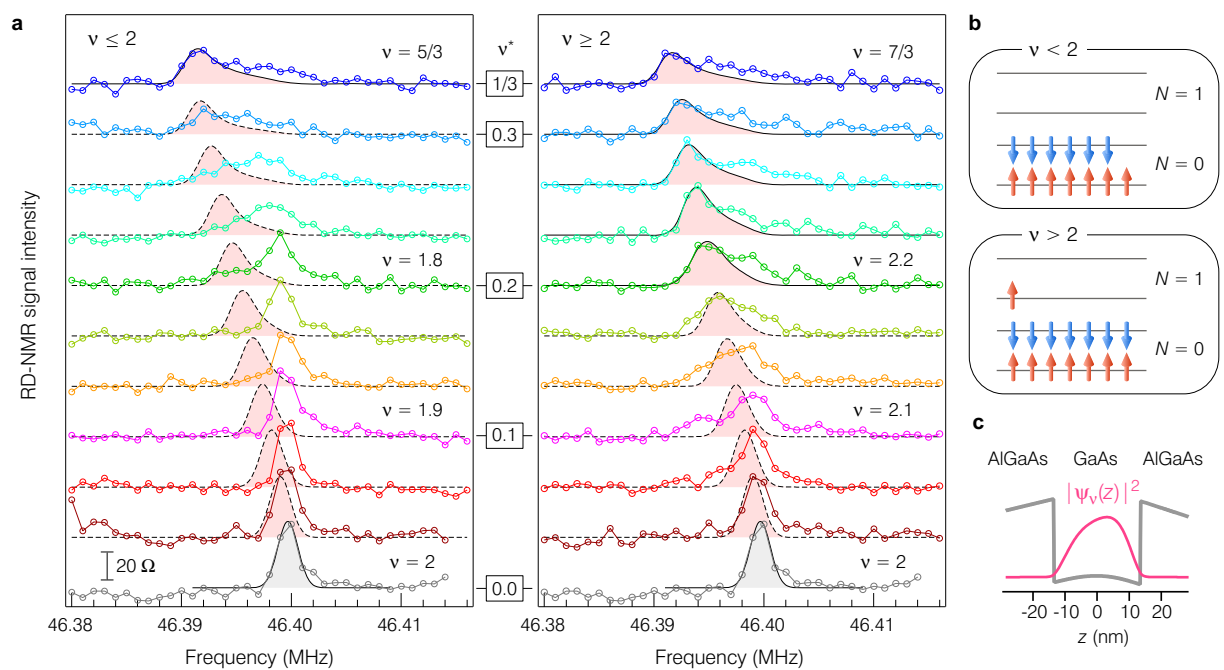 a
ν ≤ 2
ν = 5/3
ν*
ν ≥ 2
ν = 7/3
1/3
0.3
ν = 1.8
0.2
ν = 2.2
ν = 1.9
0.1
ν = 2.1
20 Ω
ν = 2
0.0
ν = 2
RD-NMR signal intensity
46.38 46.39 46.40 46.41
46.38 46.39 46.40 46.41
Frequency (MHz)
Frequency (MHz)
b
ν < 2
N = 1
N = 0
ν > 2
N = 1
N = 0
c
AlGaAs GaAs AlGaAs
|ψν(z)|²
-20 -10 0 10 20
z (nm)